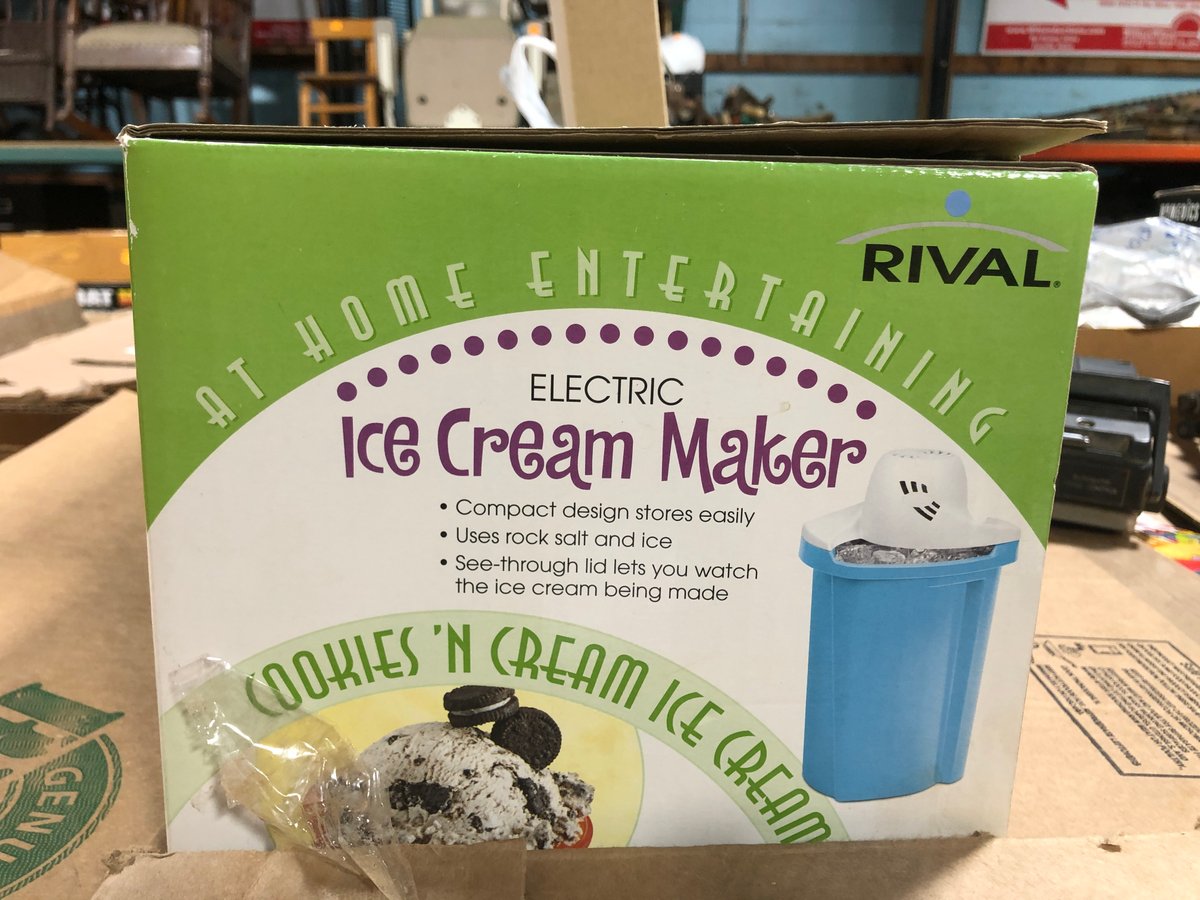 RIVAL
AT HOME ENTERTAINING
ELECTRIC
Ice Cream Maker
• Compact design stores easily
• Uses rock salt and ice
• See-through lid lets you watch
the ice cream being made
COOKIES 'N CREAM ICE CREAM
GENU